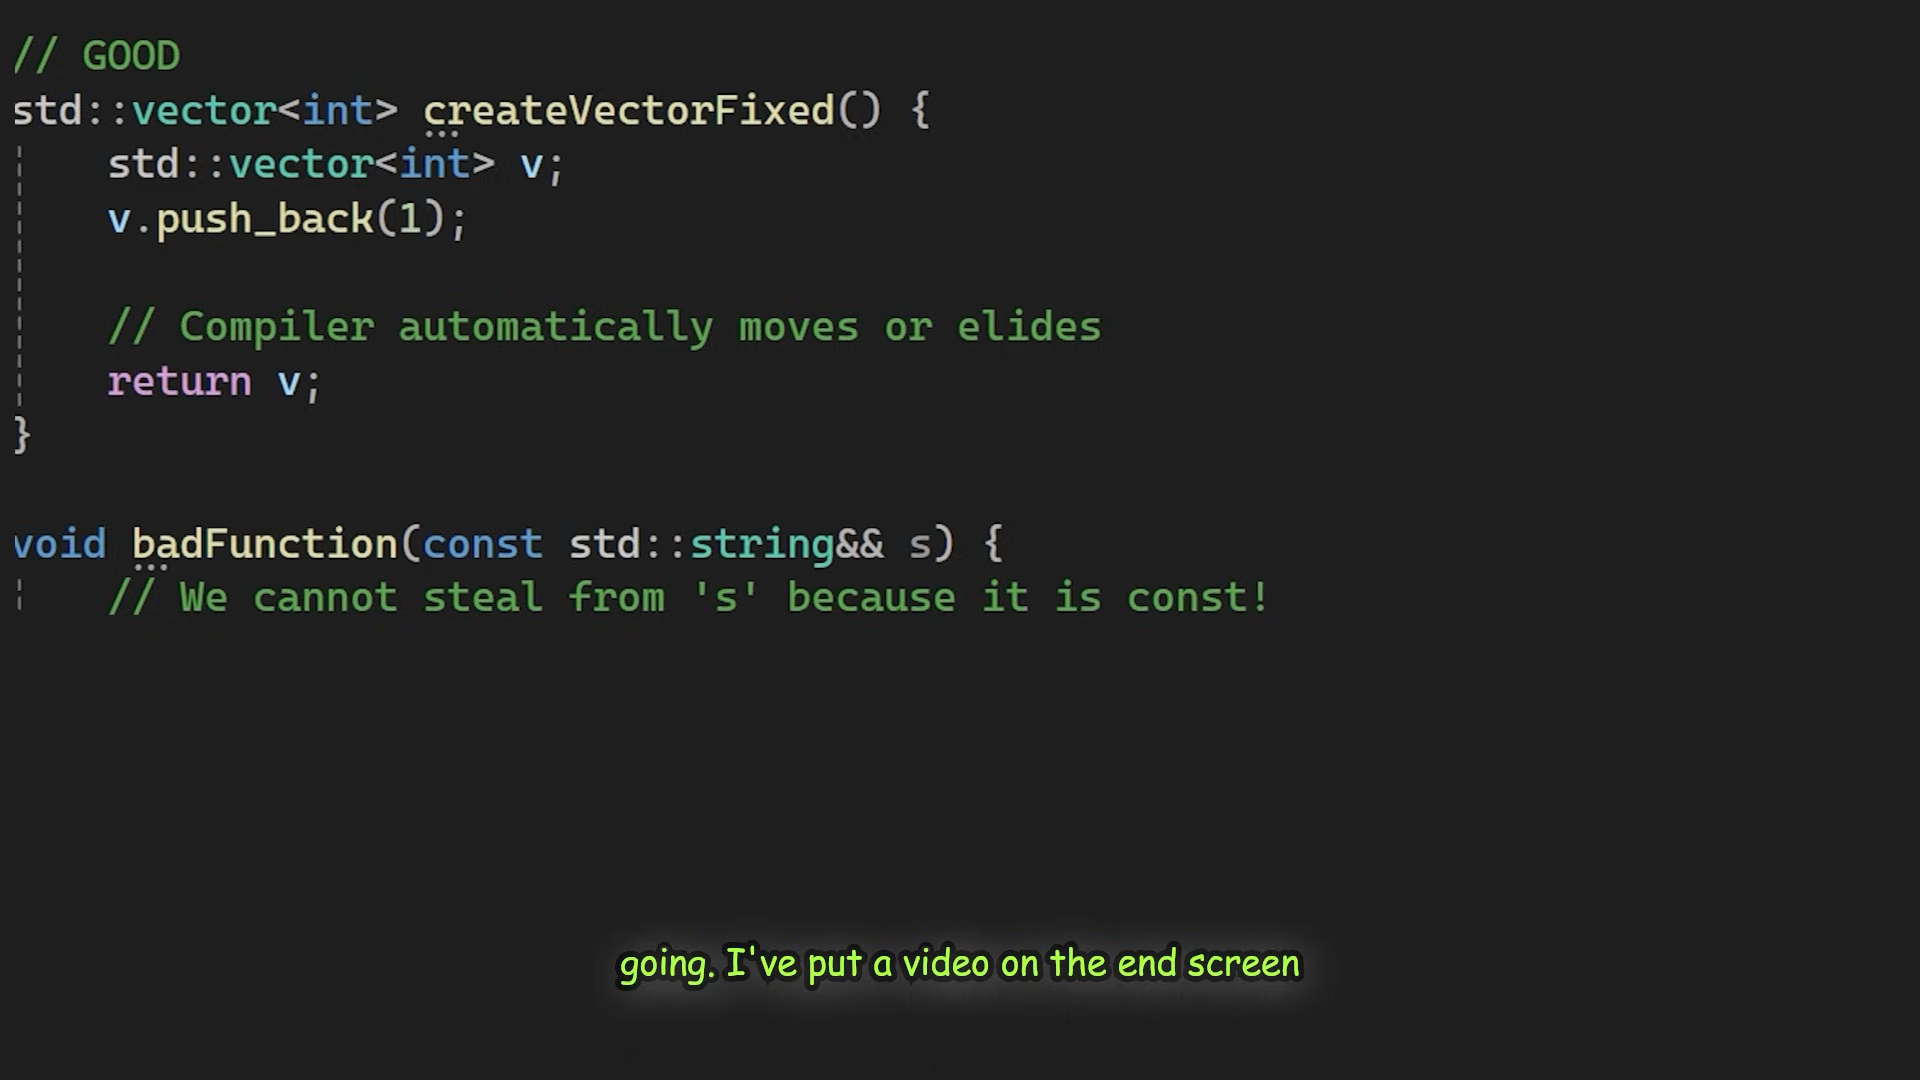 // GOOD
std::vector<int> createVectorFixed() {
    std::vector<int> v;
    v.push_back(1);
    // Compiler automatically moves or elides
    return v;
}
void badFunction(const std::string&& s) {
    // We cannot steal from 's' because it is const!
going. I've put a video on the end screen